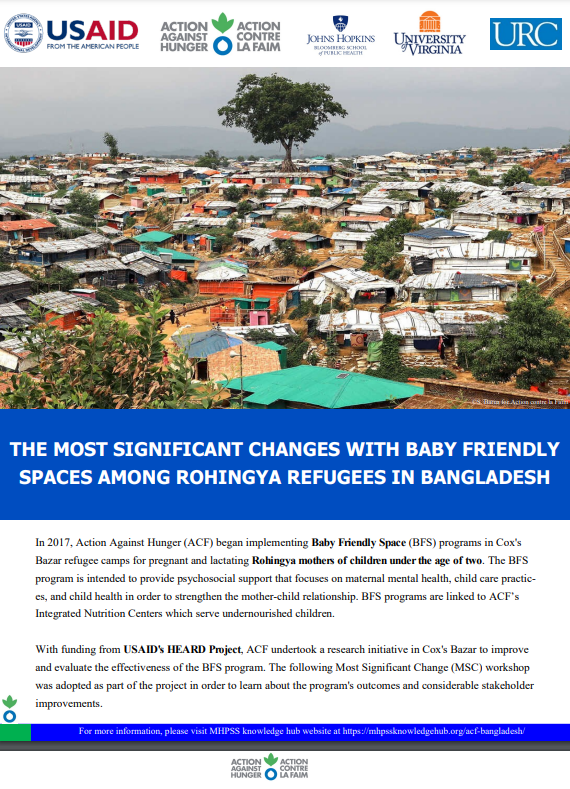 USAID
FROM THE AMERICAN PEOPLE
ACTION AGAINST HUNGER
ACTION CONTRE LA FAIM
JOHNS HOPKINS
BLOOMBERG SCHOOL
of PUBLIC HEALTH
UNIVERSITY
of VIRGINIA
URC
for Action contre la Faim
THE MOST SIGNIFICANT CHANGES WITH BABY FRIENDLY
SPACES AMONG ROHINGYA REFUGEES IN BANGLADESH
In 2017, Action Against Hunger (ACF) began implementing Baby Friendly Space (BFS) programs in Cox's
Bazar refugee camps for pregnant and lactating Rohingya mothers of children under the age of two. The BFS
program is intended to provide psychosocial support that focuses on maternal mental health, child care practic-
es, and child health in order to strengthen the mother-child relationship. BFS programs are linked to ACF's
Integrated Nutrition Centers which serve undernourished children.
With funding from USAID's HEARD Project, ACF undertook a research initiative in Cox's Bazar to improve
and evaluate the effectiveness of the BFS program. The following Most Significant Change (MSC) workshop
was adopted as part of the project in order to learn about the program's outcomes and considerable stakeholder
improvements.
For more information, please visit MHPSS knowledge hub website at https://mhpssknowledgehub.org/acf-bangladesh/
ACTION AGAINST HUNGER
ACTION CONTRE LA FAIM